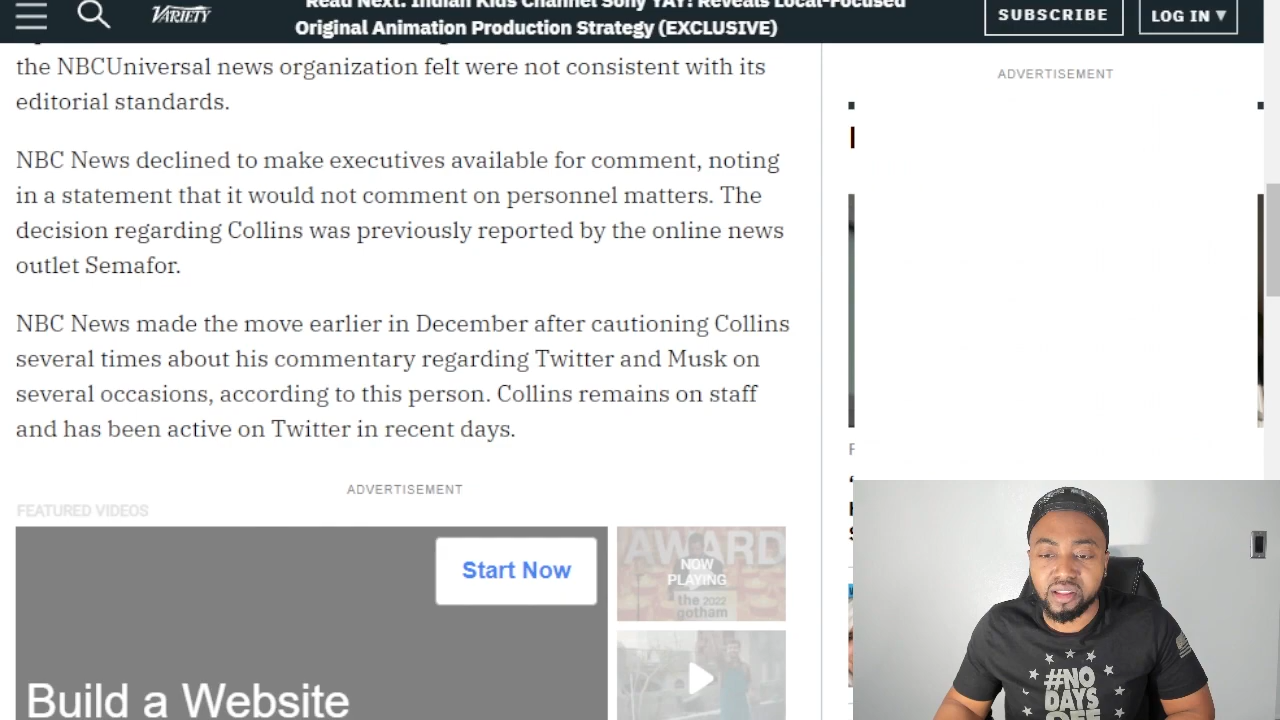 Read Next: Indian Kids Channel Sony YAY! Reveals Local-Focused
Original Animation Production Strategy (EXCLUSIVE)
VARIETY
SUBSCRIBE
LOG IN ▼
the NBCUniversal news organization felt were not consistent with its
editorial standards.
NBC News declined to make executives available for comment, noting
in a statement that it would not comment on personnel matters. The
decision regarding Collins was previously reported by the online news
outlet Semafor.
NBC News made the move earlier in December after cautioning Collins
several times about his commentary regarding Twitter and Musk on
several occasions, according to this person. Collins remains on staff
and has been active on Twitter in recent days.
ADVERTISEMENT
FEATURED VIDEOS
Start Now
Build a Website
AWARD
NOW
PLAYING
the 2022
gotham
ADVERTISEMENT
#NO
DAYS
OFF